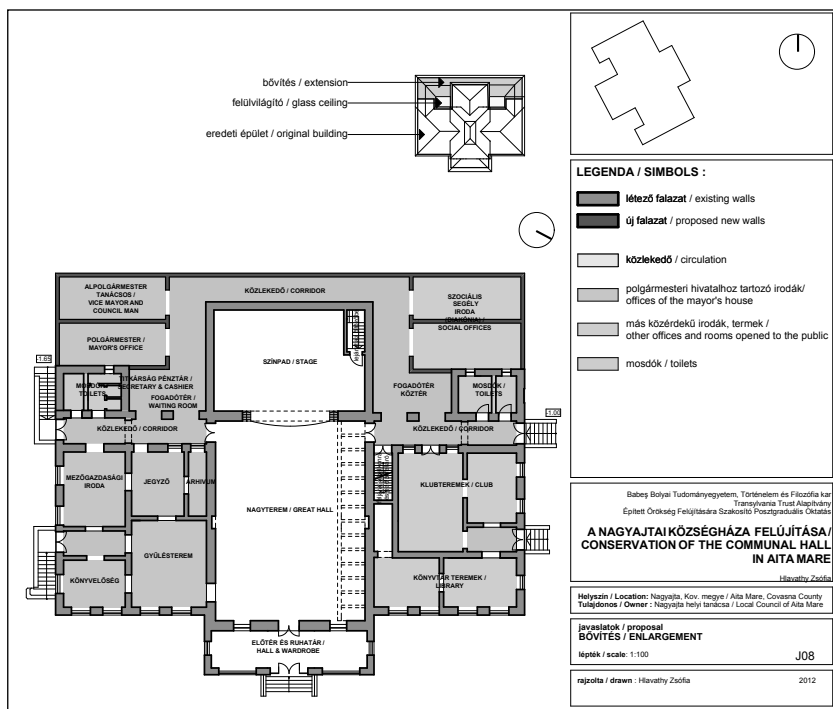 bővítés / extension
felülvilágító / glass ceiling
eredeti épület / original building
LEGENDA / SIMBOLS :
létező falazat / existing walls
új falazat / proposed new walls
közlekedő / circulation
polgármesteri hivatalhoz tartozó irodák/
offices of the mayor's house
más közérdekű irodák, termek /
other offices and rooms opened to the public
mosdók / toilets
ALPOLGÁRMESTER
TANÁCSOS /
VICE MAYOR AND
COUNCIL MAN
KÖZLEKEDŐ / CORRIDOR
SZOCIÁLIS
SEGÉLY
IRODA
(DIAKÓNIA) /
SOCIAL OFFICES
POLGÁRMESTER /
MAYOR'S OFFICE
SZÍNPAD / STAGE
-1.65
MOSDÓK /
TOILETS
TITKÁRSÁG PÉNZTÁR /
SECRETARY & CASHIER
FOGADÓTÉR /
WAITING ROOM
FOGADÓTÉR
KÖZTÉR
MOSDÓK /
TOILETS
-1.00
KÖZLEKEDŐ / CORRIDOR
KÖZLEKEDŐ / CORRIDOR
MEZŐGAZDASÁGI
IRODA
JEGYZŐ
ARHIVUM
NAGYTEREM / GREAT HALL
KLUBTEREMEK / CLUB
KÖNYVELŐSÉG
GYŰLÉSTEREM
KÖNYVTÁR TEREMEK /
LIBRARY
ELŐTÉR ÉS RUHATÁR /
HALL & WARDROBE
Babeş Bolyai Tudományegyetem, Történelem és Filozófia kar
Transylvania Trust Alapítvány
Épített Örökség Felújítására Szakosító Posztgraduális Oktatás
A NAGYAJTAI KÖZSÉGHÁZA FELÚJÍTÁSA /
CONSERVATION OF THE COMMUNAL HALL
IN AITA MARE
Hlavathy Zsófia
Helyszín / Location: Nagyajta, Kov. megye / Aita Mare, Covasna County
Tulajdonos / Owner : Nagyajta helyi tanácsa / Local Council of Aita Mare
javaslatok / proposal
BŐVÍTÉS / ENLARGEMENT
lépték / scale: 1:100
J08
rajzolta / drawn : Hlavathy Zsófia
2012